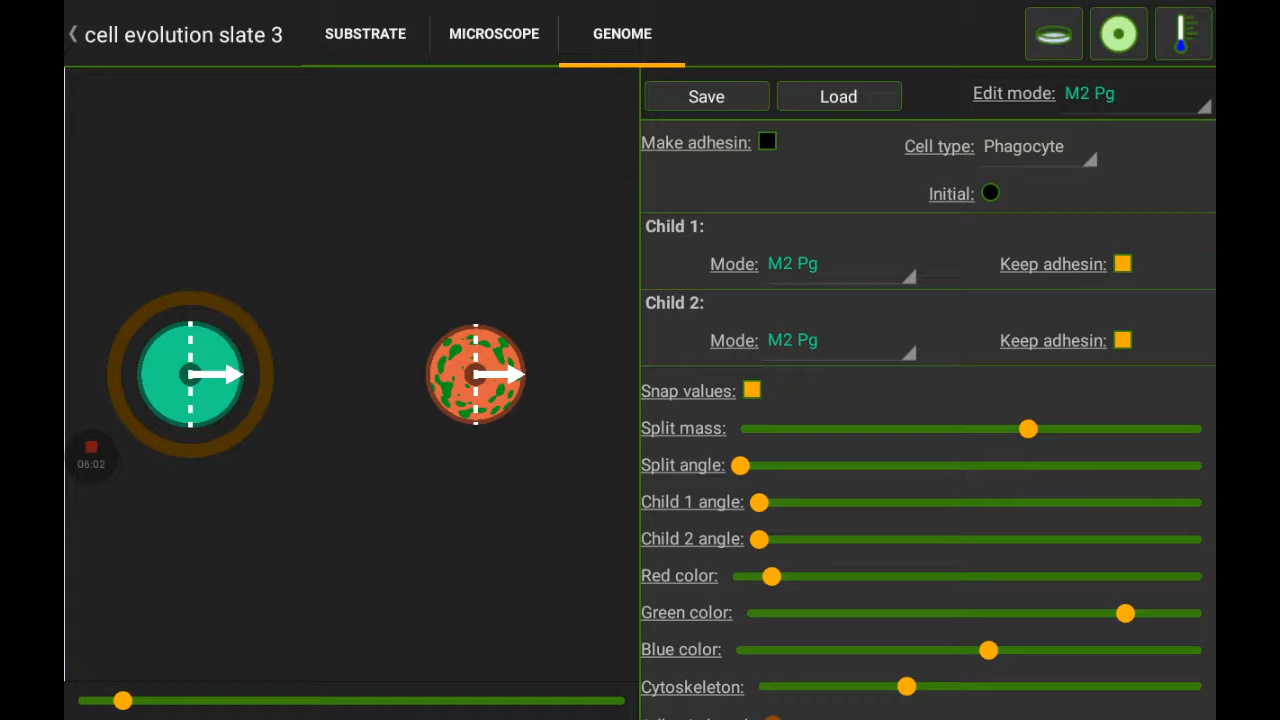 cell evolution slate 3
SUBSTRATE
MICROSCOPE
GENOME
Save
Load
Edit mode: M2 Pg
Make adhesin:
Cell type: Phagocyte
Initial:
Child 1:
Mode: M2 Pg
Keep adhesin:
Child 2:
Mode: M2 Pg
Keep adhesin:
Snap values:
Split mass:
Split angle:
Child 1 angle:
Child 2 angle:
Red color:
Green color:
Blue color:
Cytoskeleton:
06:02